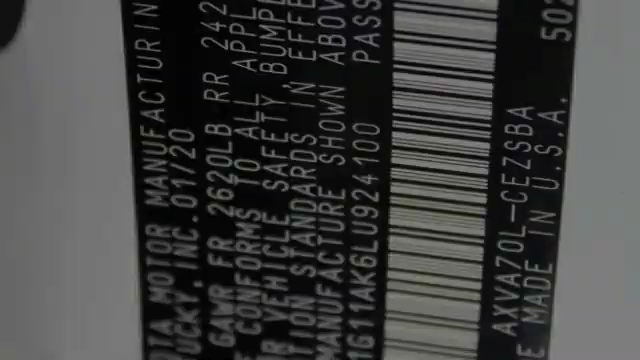 OTA MOTOR MANUFACTURIN
UCKY, INC. 01/20
GAWR FR 2620LB RR 242
E CONFORMS TO ALL APPL
R VEHICLE SAFETY, BUMPE
TION STANDARDS IN EFFE
MANUFACTURE SHOWN ABOV
1G11AK6LU924100 PASS
AXVA70L-CEZSBA
E MADE IN U.S.A. 502